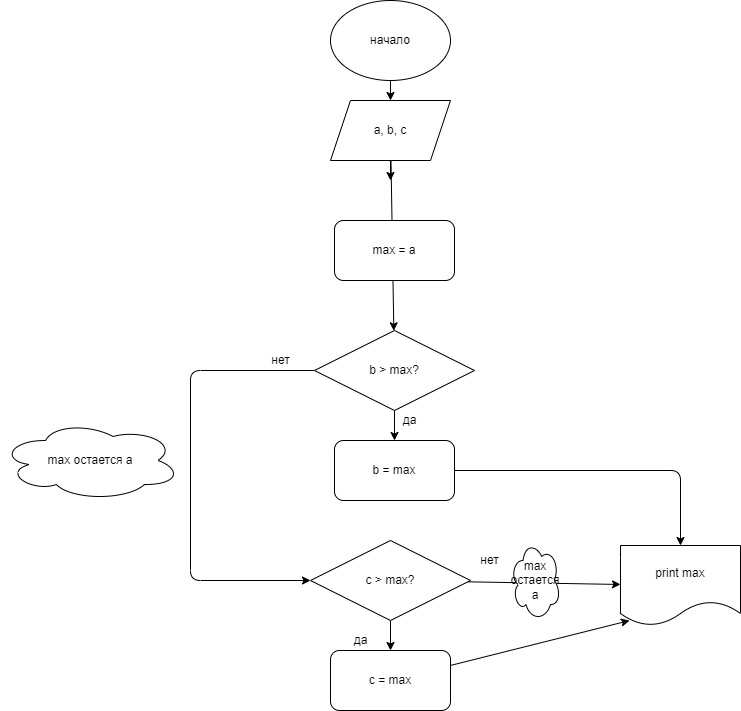 начало
a, b, c
max = a
нет
b > max?
да
max остается a
b = max
нет
c > max?
max
остается
a
print max
да
c = max